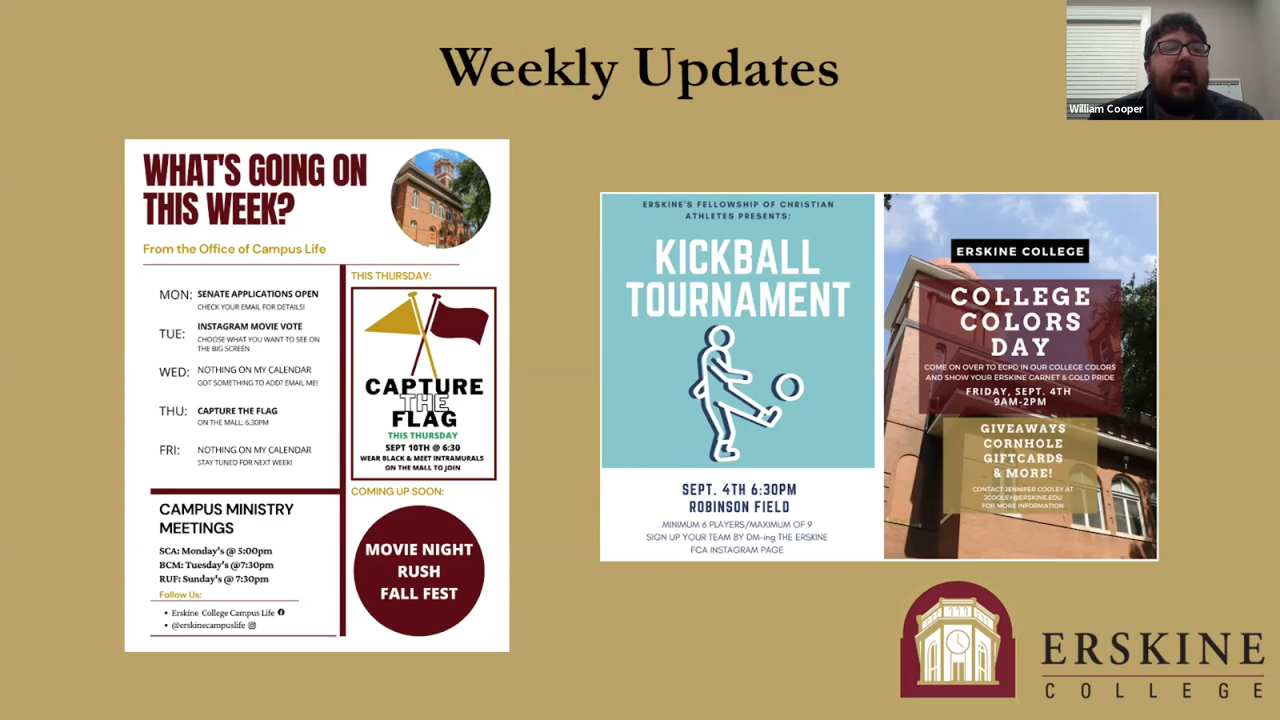 Weekly Updates
William Cooper
WHAT'S GOING ON
THIS WEEK?
From the Office of Campus Life
MON: SENATE APPLICATIONS OPEN
CHECK YOUR EMAIL FOR DETAILS!
TUE: INSTAGRAM MOVIE VOTE
CHOOSE WHAT YOU WANT TO SEE ON
THE BIG SCREEN
WED: NOTHING ON MY CALENDAR
GOT SOMETHING TO ADD? EMAIL ME!
THU: CAPTURE THE FLAG
ON THE MALL: 6:30PM
FRI: NOTHING ON MY CALENDAR
STAY TUNED FOR NEXT WEEK!
CAMPUS MINISTRY
MEETINGS
SCA: Monday's @ 5:00pm
BCM: Tuesday's @7:30pm
RUF: Sunday's @ 7:30pm
Follow Us:
• Erskine College Campus Life
• @erskinecampuslife
THIS THURSDAY:
CAPTURE
THE
FLAG
THIS THURSDAY
SEPT 10TH @ 6:30
WEAR BLACK & MEET INTRAMURALS
ON THE MALL TO JOIN
COMING UP SOON:
MOVIE NIGHT
RUSH
FALL FEST
ERSKINE'S FELLOWSHIP OF CHRISTIAN
ATHLETES PRESENTS:
KICKBALL
TOURNAMENT
SEPT. 4TH 6:30PM
ROBINSON FIELD
MINIMUM 6 PLAYERS/MAXIMUM OF 9
SIGN UP YOUR TEAM BY DM-ing THE ERSKINE
FCA INSTAGRAM PAGE
ERSKINE COLLEGE
COLLEGE
COLORS
DAY
COME ON OVER TO ECPD IN OUR COLLEGE COLORS
AND SHOW YOUR ERSKINE GARNET & GOLD PRIDE
FRIDAY, SEPT. 4TH
9AM-2PM
GIVEAWAYS
CORNHOLE
GIFTCARDS
& MORE!
CONTACT JENNIFER COOLEY AT
JCOOLEY@ERSKINE.EDU
FOR MORE INFORMATION
ERSKINE
COLLEGE